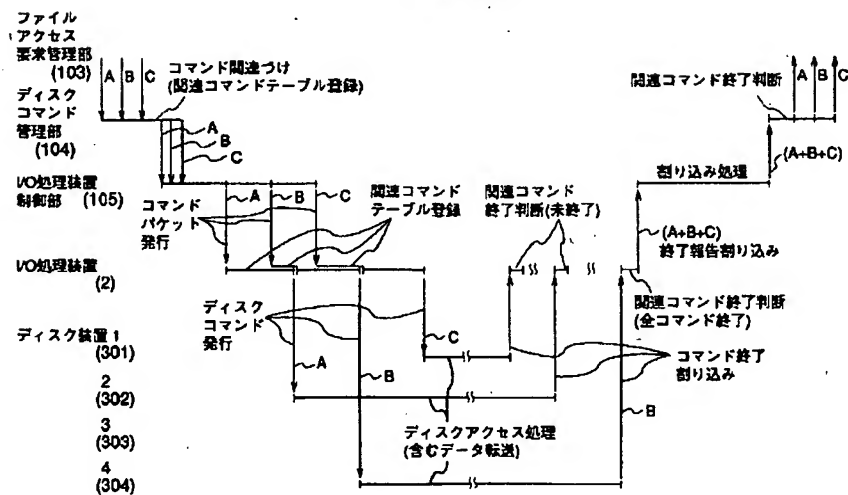 ファイル
アクセス
要求管理部
(103)
A B C
コマンド関連づけ
(関連コマンドテーブル登録)
関連コマンド終了判断
A B C
ディスク
コマンド
管理部
(104)
A
B
C
(A+B+C)
I/O処理装置
制御部 (105)
割り込み処理
コマンド
パケット
発行
A
B
C
関連コマンド
テーブル登録
関連コマンド
終了判断(未終了)
(A+B+C)
終了報告割り込み
I/O処理装置
(2)
関連コマンド終了判断
(全コマンド終了)
ディスク
コマンド
発行
ディスク装置1
(301)
C
A
B
コマンド終了
割り込み
2
(302)
B
3
(303)
ディスクアクセス処理
(含むデータ転送)
4
(304)